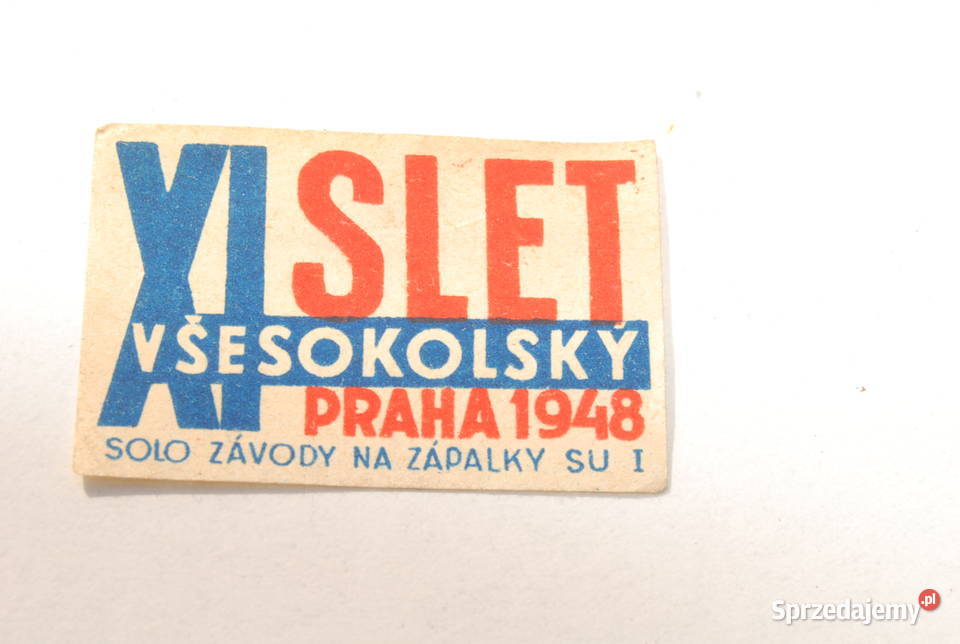 XI SLET
VŠESOKOLSKÝ
PRAHA 1948
SOLO ZÁVODY NA ZÁPALKY SU I
Sprzedajemy.pl